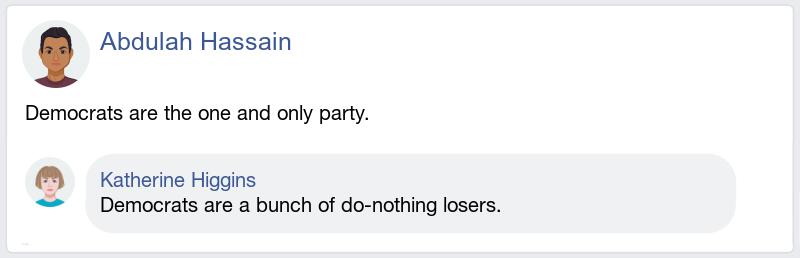 Abdulah Hassain
Democrats are the one and only party.
Katherine Higgins
Democrats are a bunch of do-nothing losers.